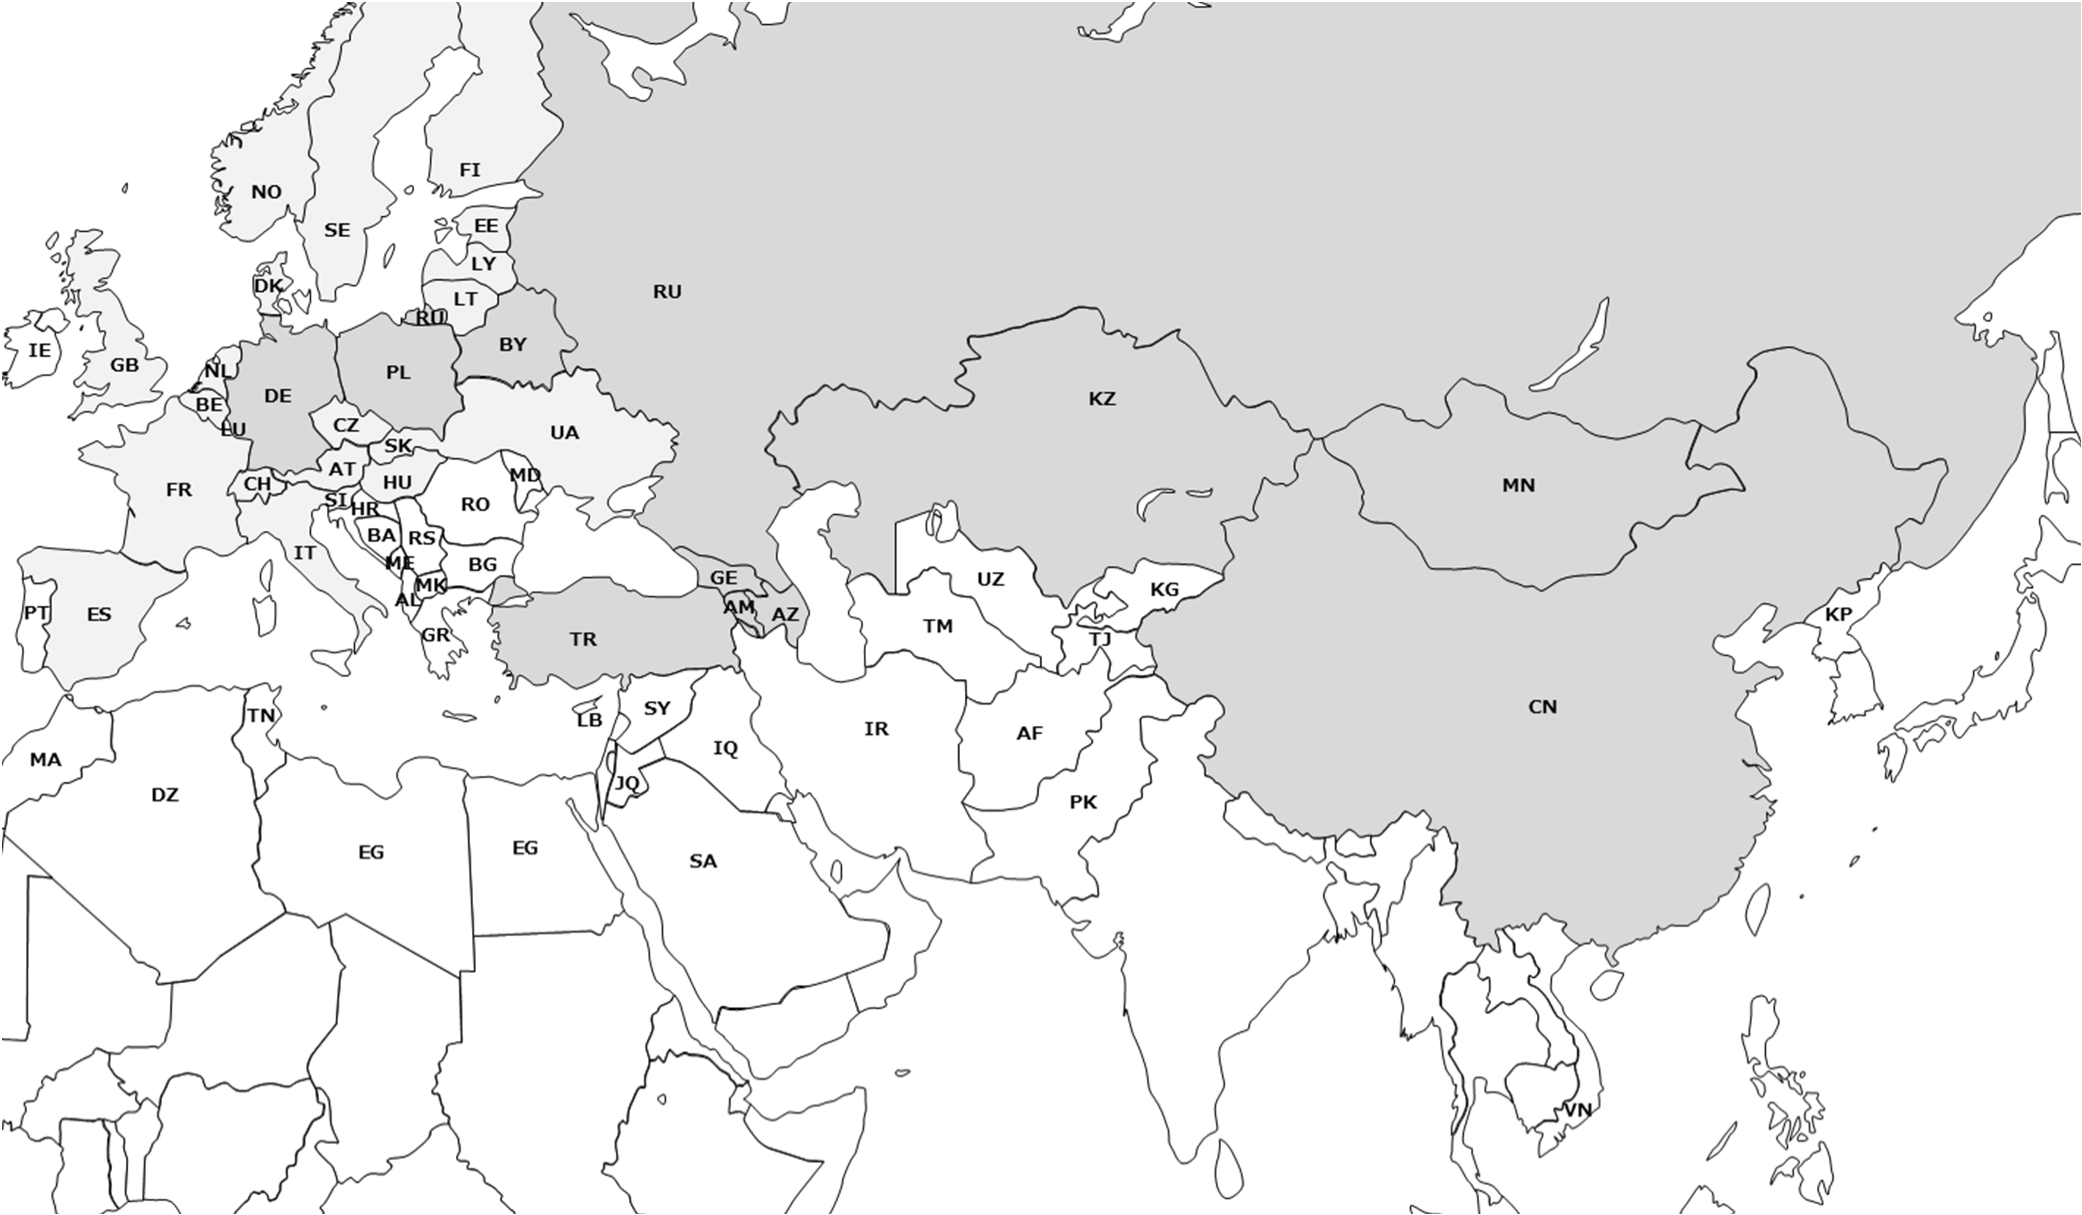 FI
NO
EE
SE
LY
DK
RU
LT
RU
BY
IE
GB
NL
PL
DE
KZ
BE
CZ
LU
UA
SK
AT
MD
CH
HU
MN
FR
SI
RO
HR
BA
RS
IT
ME
BG
GE
UZ
MK
KG
AL
AM
PT
ES
AZ
KP
TM
GR
TR
TJ
SY
CN
TN
LB
IR
AF
IQ
MA
JQ
DZ
PK
EG
EG
SA
VN